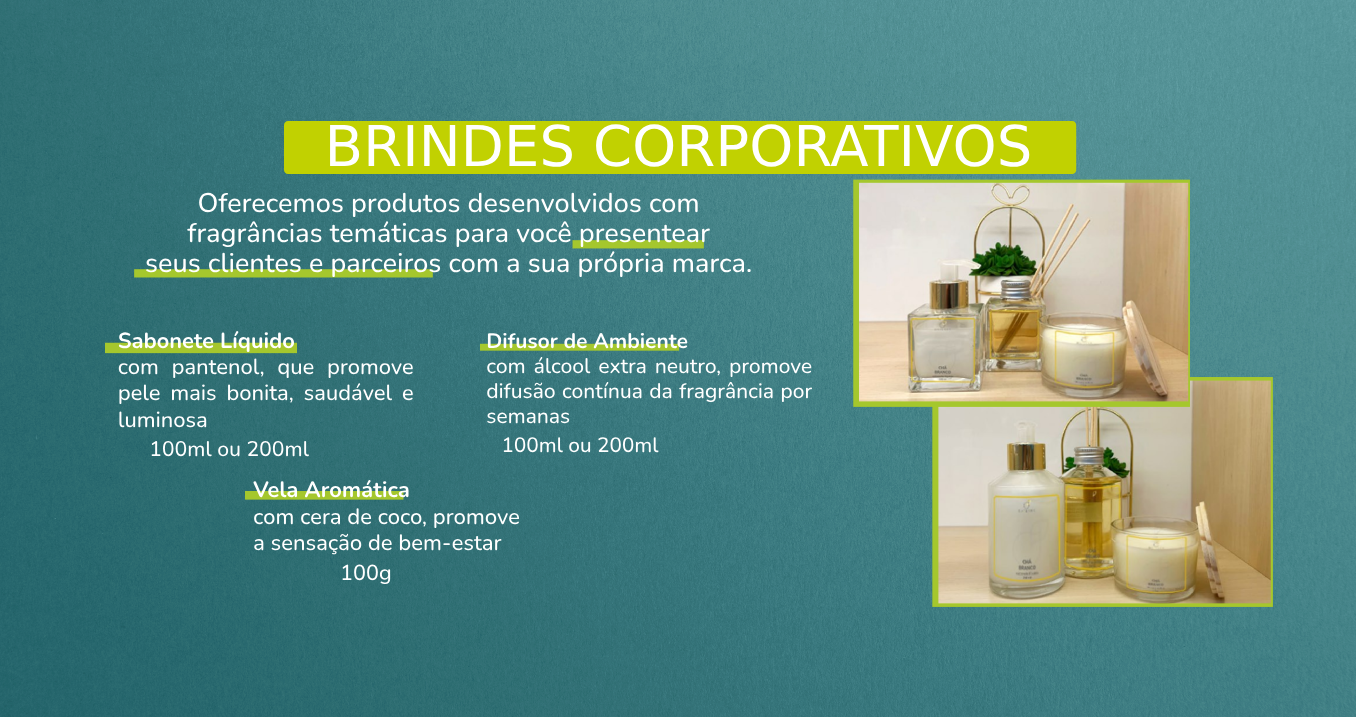 BRINDES CORPORATIVOS
Oferecemos produtos desenvolvidos com
fragrâncias temáticas para você presentear
seus clientes e parceiros com a sua própria marca.
Sabonete Líquido
com pantenol, que promove
pele mais bonita, saudável e
luminosa
100ml ou 200ml
Difusor de Ambiente
com álcool extra neutro, promove
difusão contínua da fragrância por
semanas
100ml ou 200ml
Vela Aromática
com cera de coco, promove
a sensação de bem-estar
100g